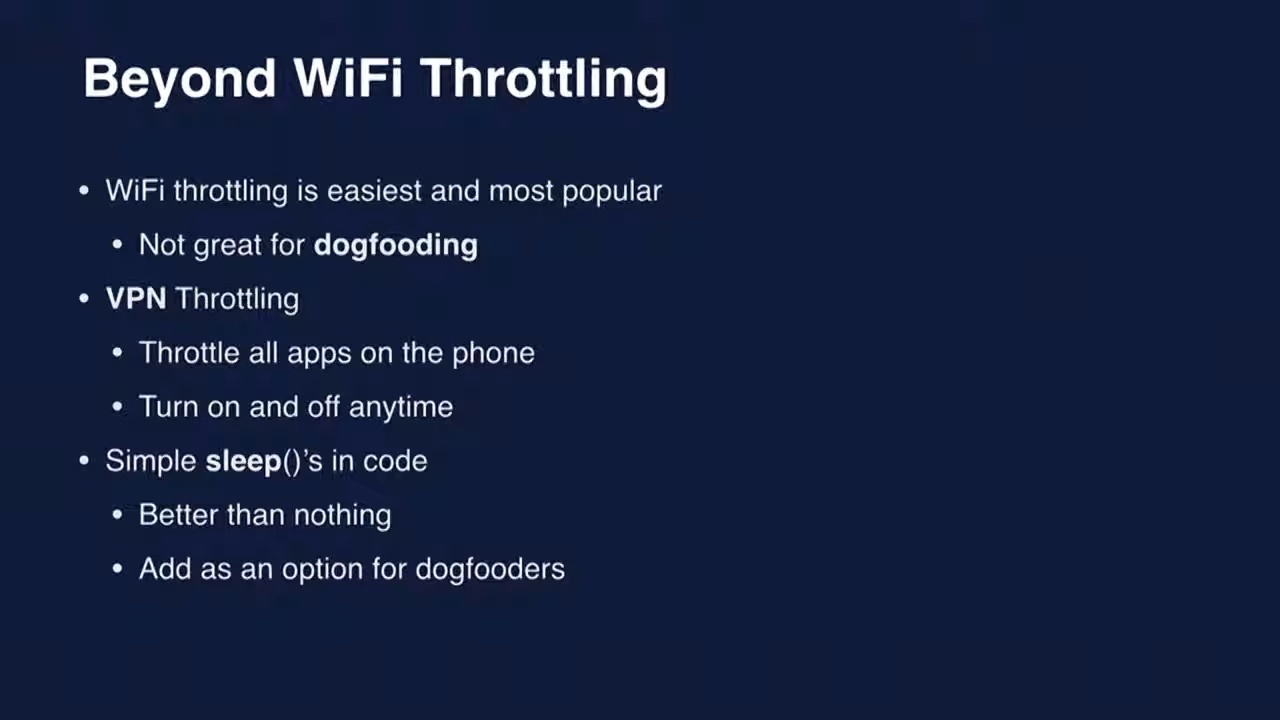 Beyond WiFi Throttling
• WiFi throttling is easiest and most popular
• Not great for dogfooding
• VPN Throttling
• Throttle all apps on the phone
• Turn on and off anytime
• Simple sleep()’s in code
• Better than nothing
• Add as an option for dogfooders